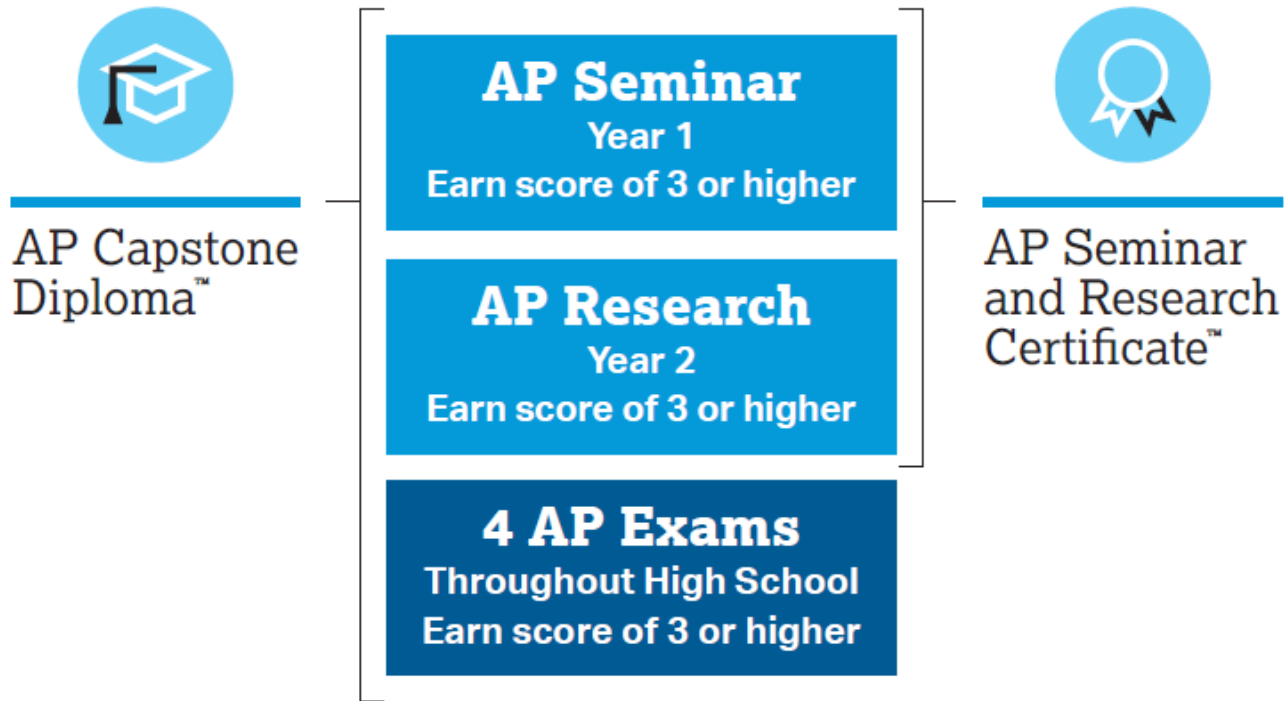 AP Capstone
Diploma™
AP Seminar
Year 1
Earn score of 3 or higher
AP Research
Year 2
Earn score of 3 or higher
4 AP Exams
Throughout High School
Earn score of 3 or higher
AP Seminar
and Research
Certificate™